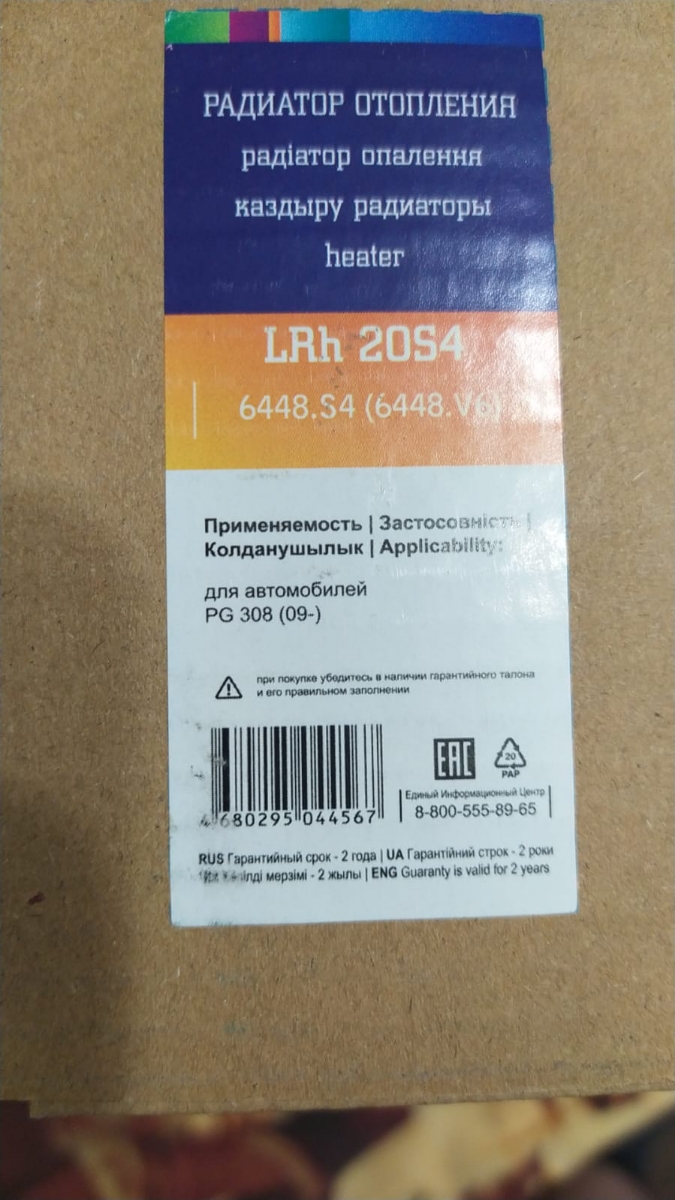 РАДИАТОР ОТОПЛЕНИЯ
радіатор опалення
каздыру радиаторы
heater
LRh 20S4
6448.S4 (6448.V6)
Применяемость | Застосовність |
Колданушылык | Applicability:
для автомобилей
PG 308 (09-)
при покупке убедитесь в наличии гарантийного талона
и его правильном заполнении
EAC
20
PAP
Единый Информационный Центр
8-800-555-89-65
4 680295 044567
RUS Гарантийный срок - 2 года | UA Гарантійний строк - 2 роки
мерзімі - 2 жылы | ENG Guaranty is valid for 2 years